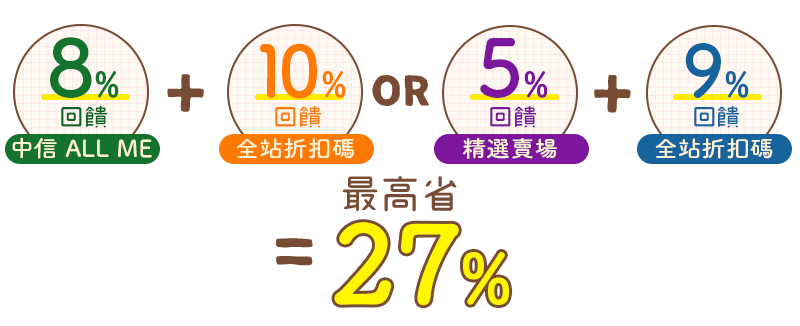 8% + 10% OR 5% + 9%
回饋 回饋 回饋 回饋
中信 ALL ME 全站折扣碼 精選賣場 全站折扣碼
最高省
= 27%